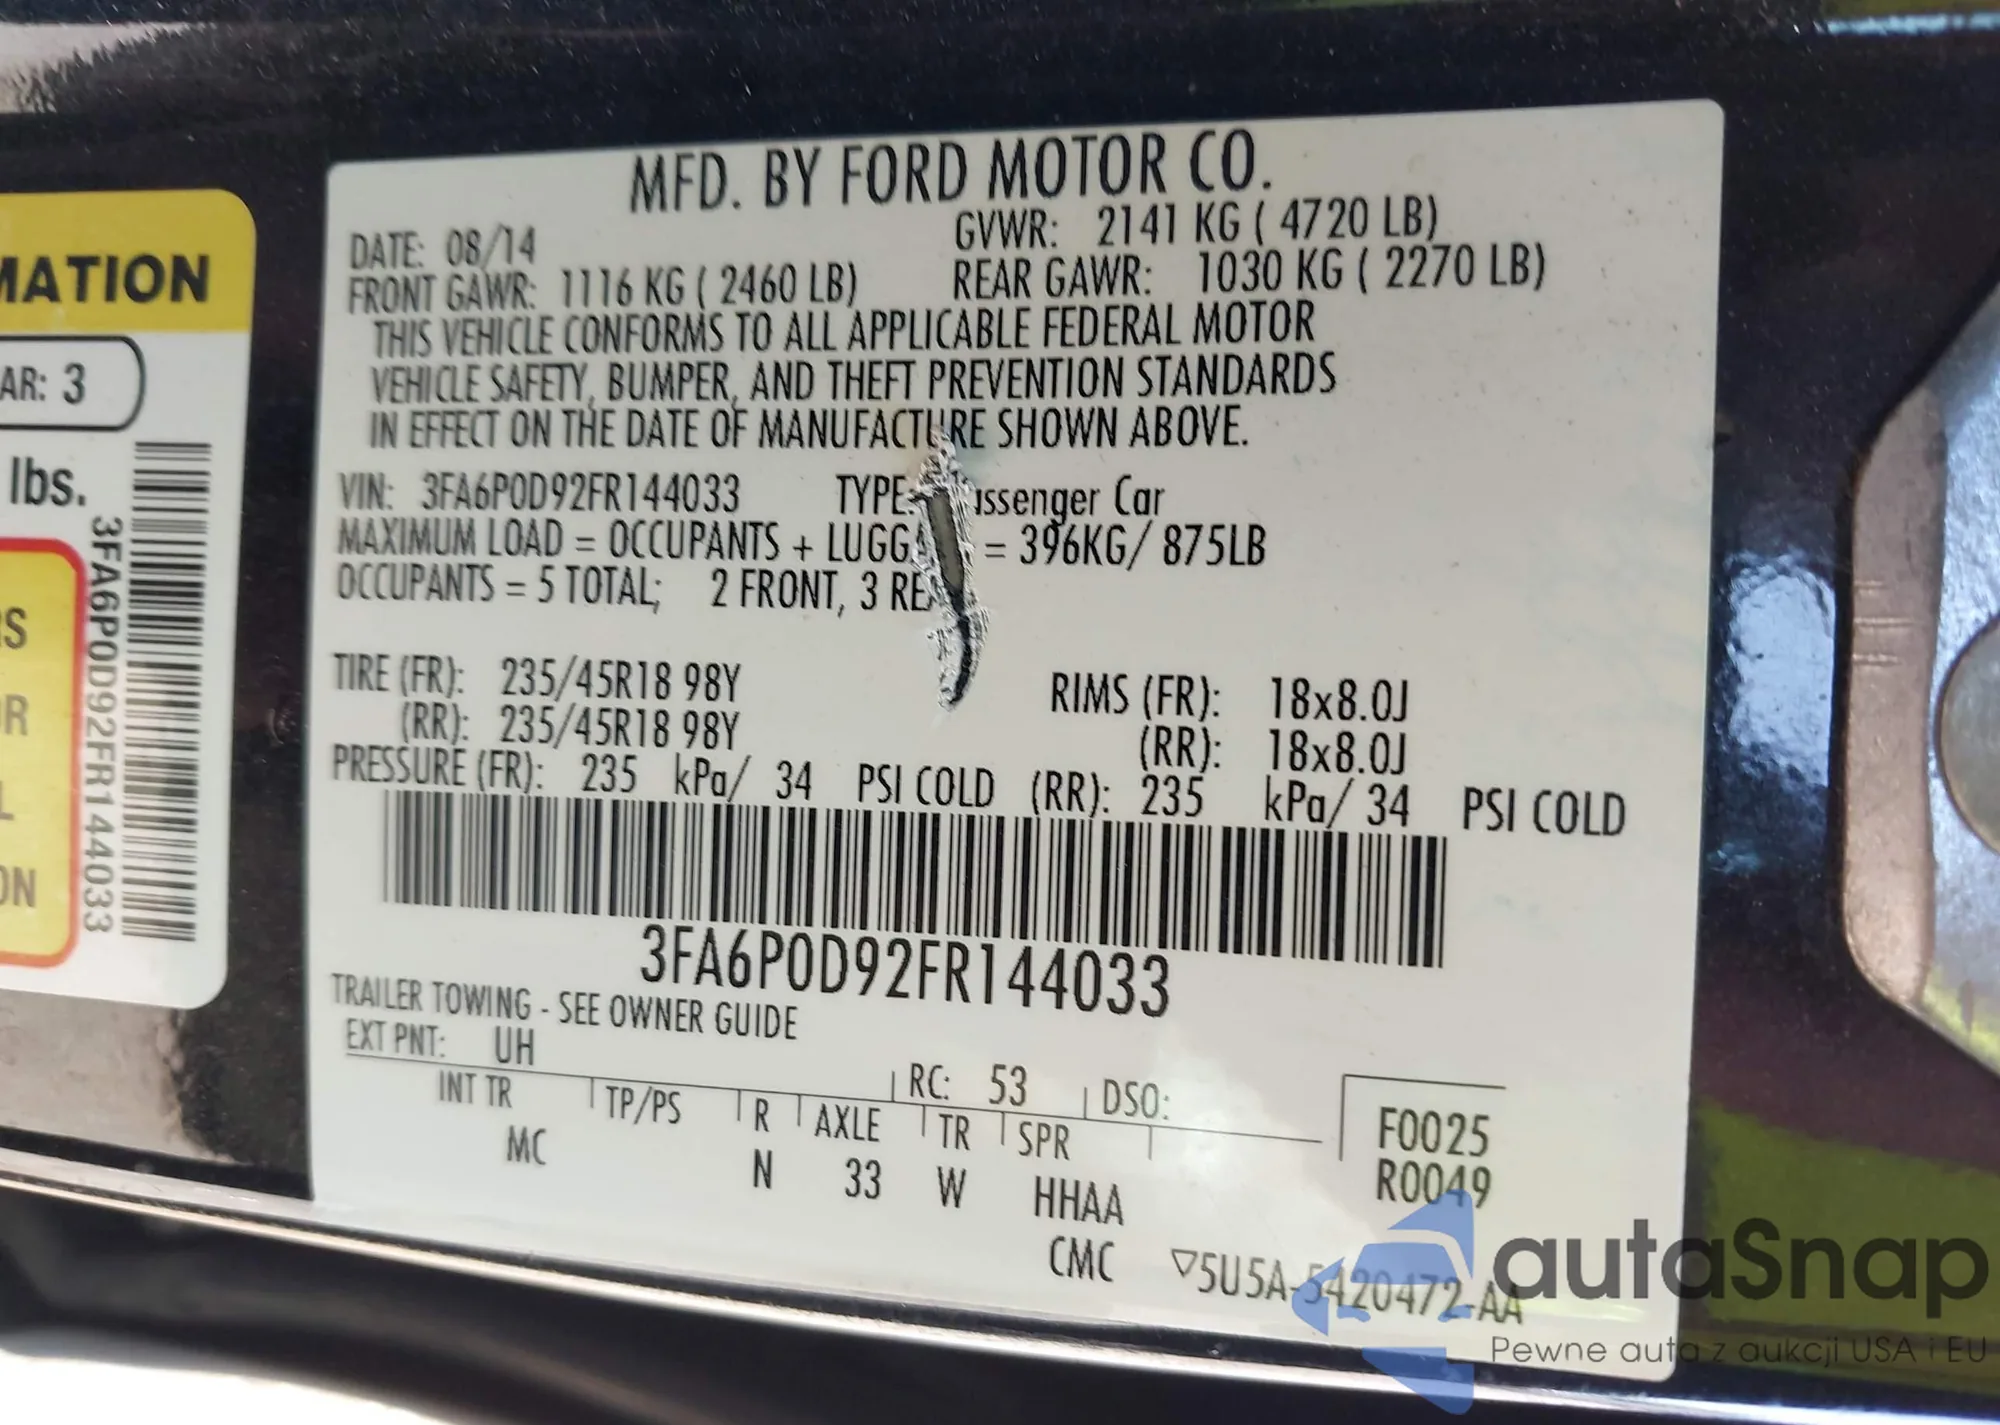 MATION
AR: 3
lbs.
3FA6P0D92FR144033
MFD. BY FORD MOTOR CO.
DATE: 08/14 GVWR: 2141 KG ( 4720 LB)
FRONT GAWR: 1116 KG ( 2460 LB) REAR GAWR: 1030 KG ( 2270 LB)
THIS VEHICLE CONFORMS TO ALL APPLICABLE FEDERAL MOTOR
VEHICLE SAFETY, BUMPER, AND THEFT PREVENTION STANDARDS
IN EFFECT ON THE DATE OF MANUFACTURE SHOWN ABOVE.
VIN: 3FA6P0D92FR144033 TYPE: assenger Car
MAXIMUM LOAD = OCCUPANTS + LUGGA = 396KG/ 875LB
OCCUPANTS = 5 TOTAL; 2 FRONT, 3 REA
TIRE (FR): 235/45R18 98Y RIMS (FR): 18x8.0J
(RR): 235/45R18 98Y (RR): 18x8.0J
PRESSURE (FR): 235 kPa/ 34 PSI COLD (RR): 235 kPa/ 34 PSI COLD
3FA6P0D92FR144033
TRAILER TOWING - SEE OWNER GUIDE
EXT PNT: UH RC: 53 DSO:
INT TR TP/PS R AXLE TR SPR F0025
MC N 33 W HHAA R0049
CMC ▽5U5A-5420472-AA
autaSnap
Pewne auta z aukcji USA i EU